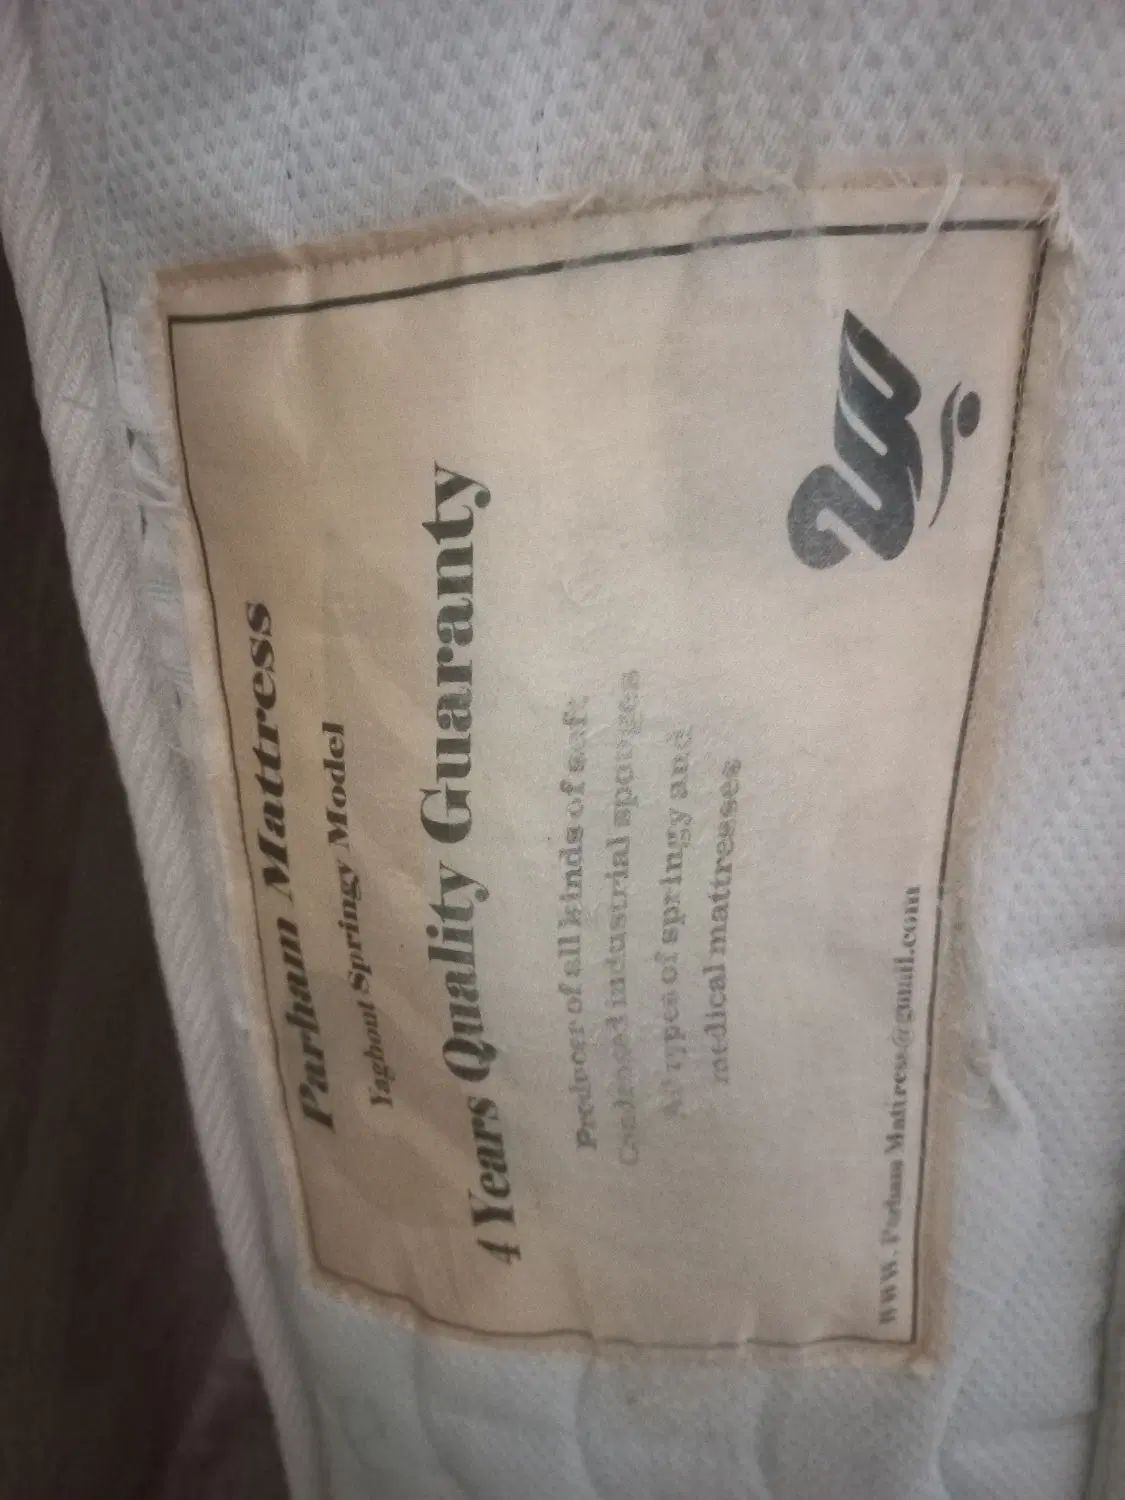 Parham Mattress
Yaghout Springy Model
4 Years Quality Guaranty
Producer of all kinds of soft
industrial sponges
All types of springy and
medical mattresses
WWW. Parham Mattress@gmail.com